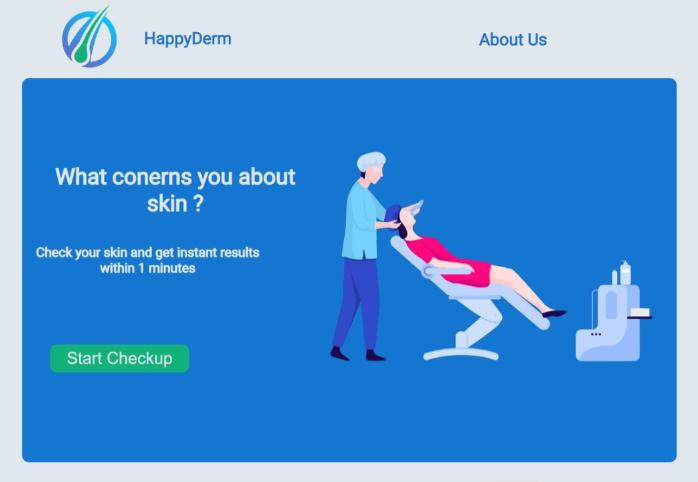 HappyDerm
About Us
What conerns you about
skin ?
Check your skin and get instant results
within 1 minutes
Start Checkup